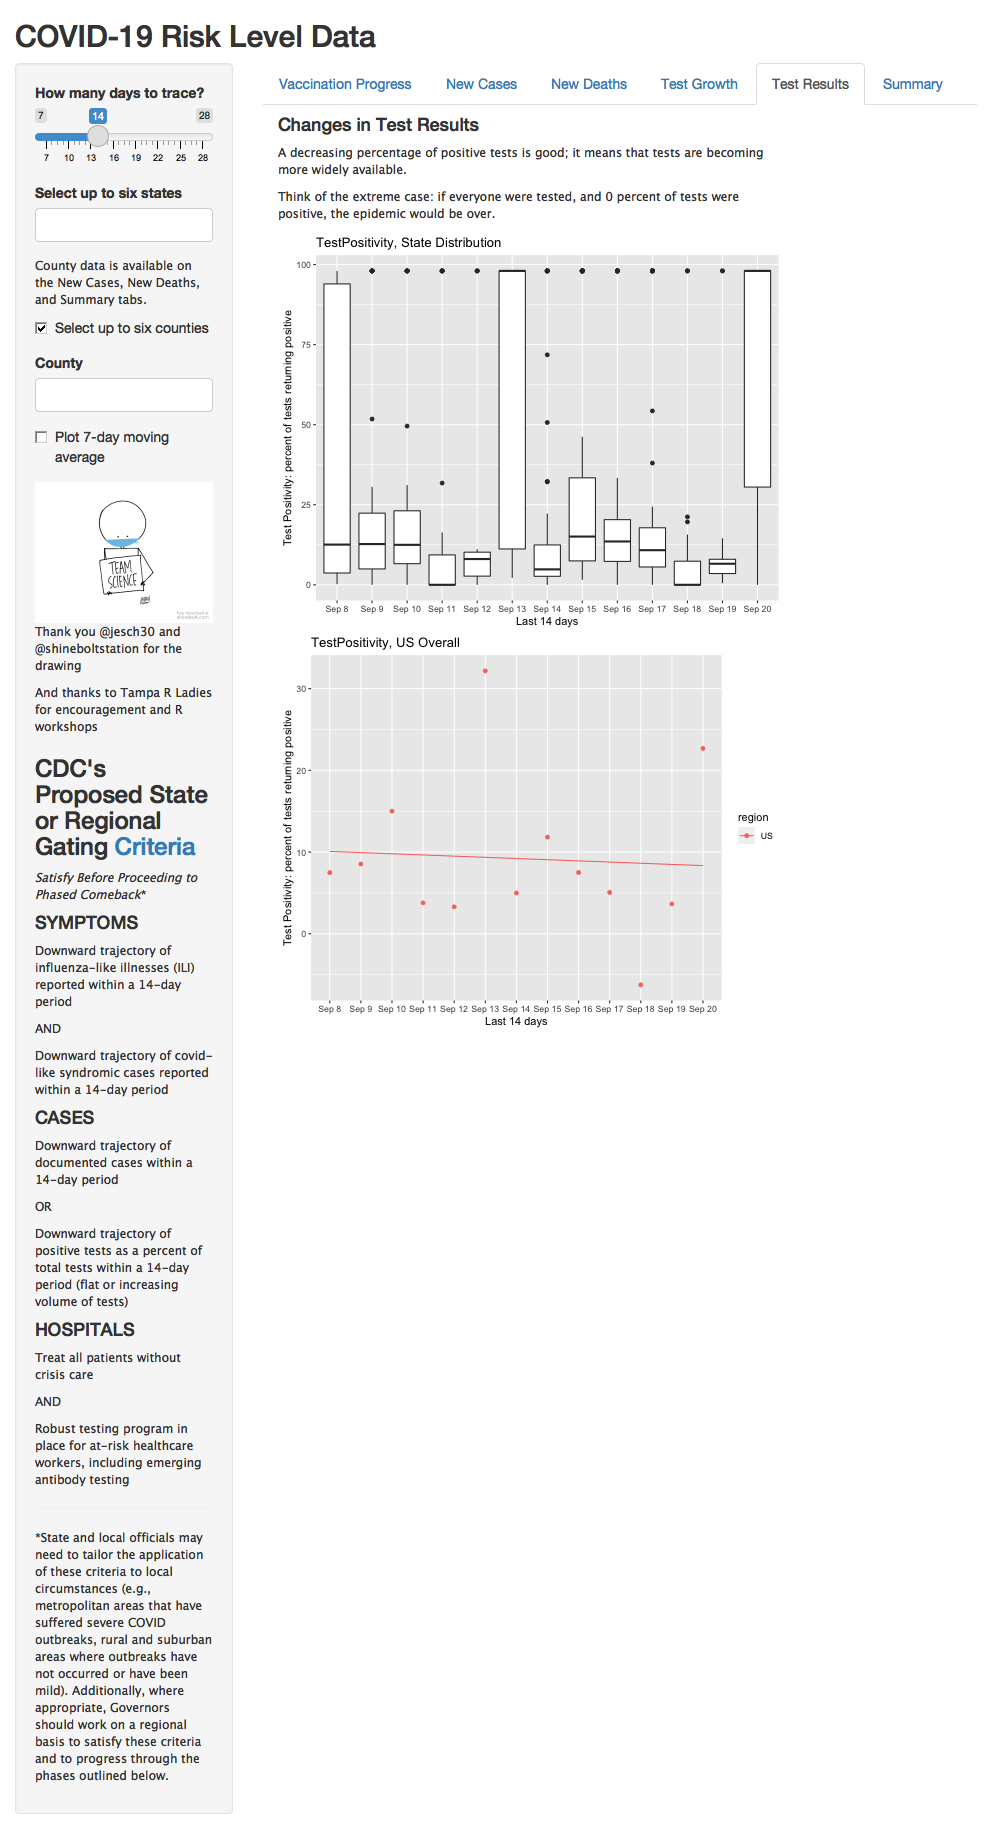 COVID-19 Risk Level Data
How many days to trace?
7
14
28
7 10 13 16 19 22 25 28
Select up to six states
County data is available on
the New Cases, New Deaths,
and Summary tabs.
Select up to six counties
County
Plot 7-day moving
average
TEAM
SCIENCE
Thank you @jesch30 and
@shineboltstation for the
drawing
And thanks to Tampa R Ladies
for encouragement and R
workshops
CDC's
Proposed State
or Regional
Gating Criteria
Satisfy Before Proceeding to
Phased Comeback*
SYMPTOMS
Downward trajectory of
influenza-like illnesses (ILI)
reported within a 14-day
period
AND
Downward trajectory of covid-
like syndromic cases reported
within a 14-day period
CASES
Downward trajectory of
documented cases within a
14-day period
OR
Downward trajectory of
positive tests as a percent of
total tests within a 14-day
period (flat or increasing
volume of tests)
HOSPITALS
Treat all patients without
crisis care
AND
Robust testing program in
place for at-risk healthcare
workers, including emerging
antibody testing
*State and local officials may
need to tailor the application
of these criteria to local
circumstances (e.g.,
metropolitan areas that have
suffered severe COVID
outbreaks, rural and suburban
areas where outbreaks have
not occurred or have been
mild). Additionally, where
appropriate, Governors
should work on a regional
basis to satisfy these criteria
and to progress through the
phases outlined below.
Vaccination Progress New Cases New Deaths Test Growth Test Results Summary
Changes in Test Results
A decreasing percentage of positive tests is good; it means that tests are becoming
more widely available.
Think of the extreme case: if everyone were tested, and 0 percent of tests were
positive, the epidemic would be over.
TestPositivity, State Distribution
Test Positivity: percent of tests returning positive
100
75
50
25
0
Sep 8 Sep 9 Sep 10 Sep 11 Sep 12 Sep 13 Sep 14 Sep 15 Sep 16 Sep 17 Sep 18 Sep 19 Sep 20
Last 14 days
TestPositivity, US Overall
Test Positivity: percent of tests returning positive
30
20
10
0
Sep 8 Sep 9 Sep 10 Sep 11 Sep 12 Sep 13 Sep 14 Sep 15 Sep 16 Sep 17 Sep 18 Sep 19 Sep 20
Last 14 days
region
US